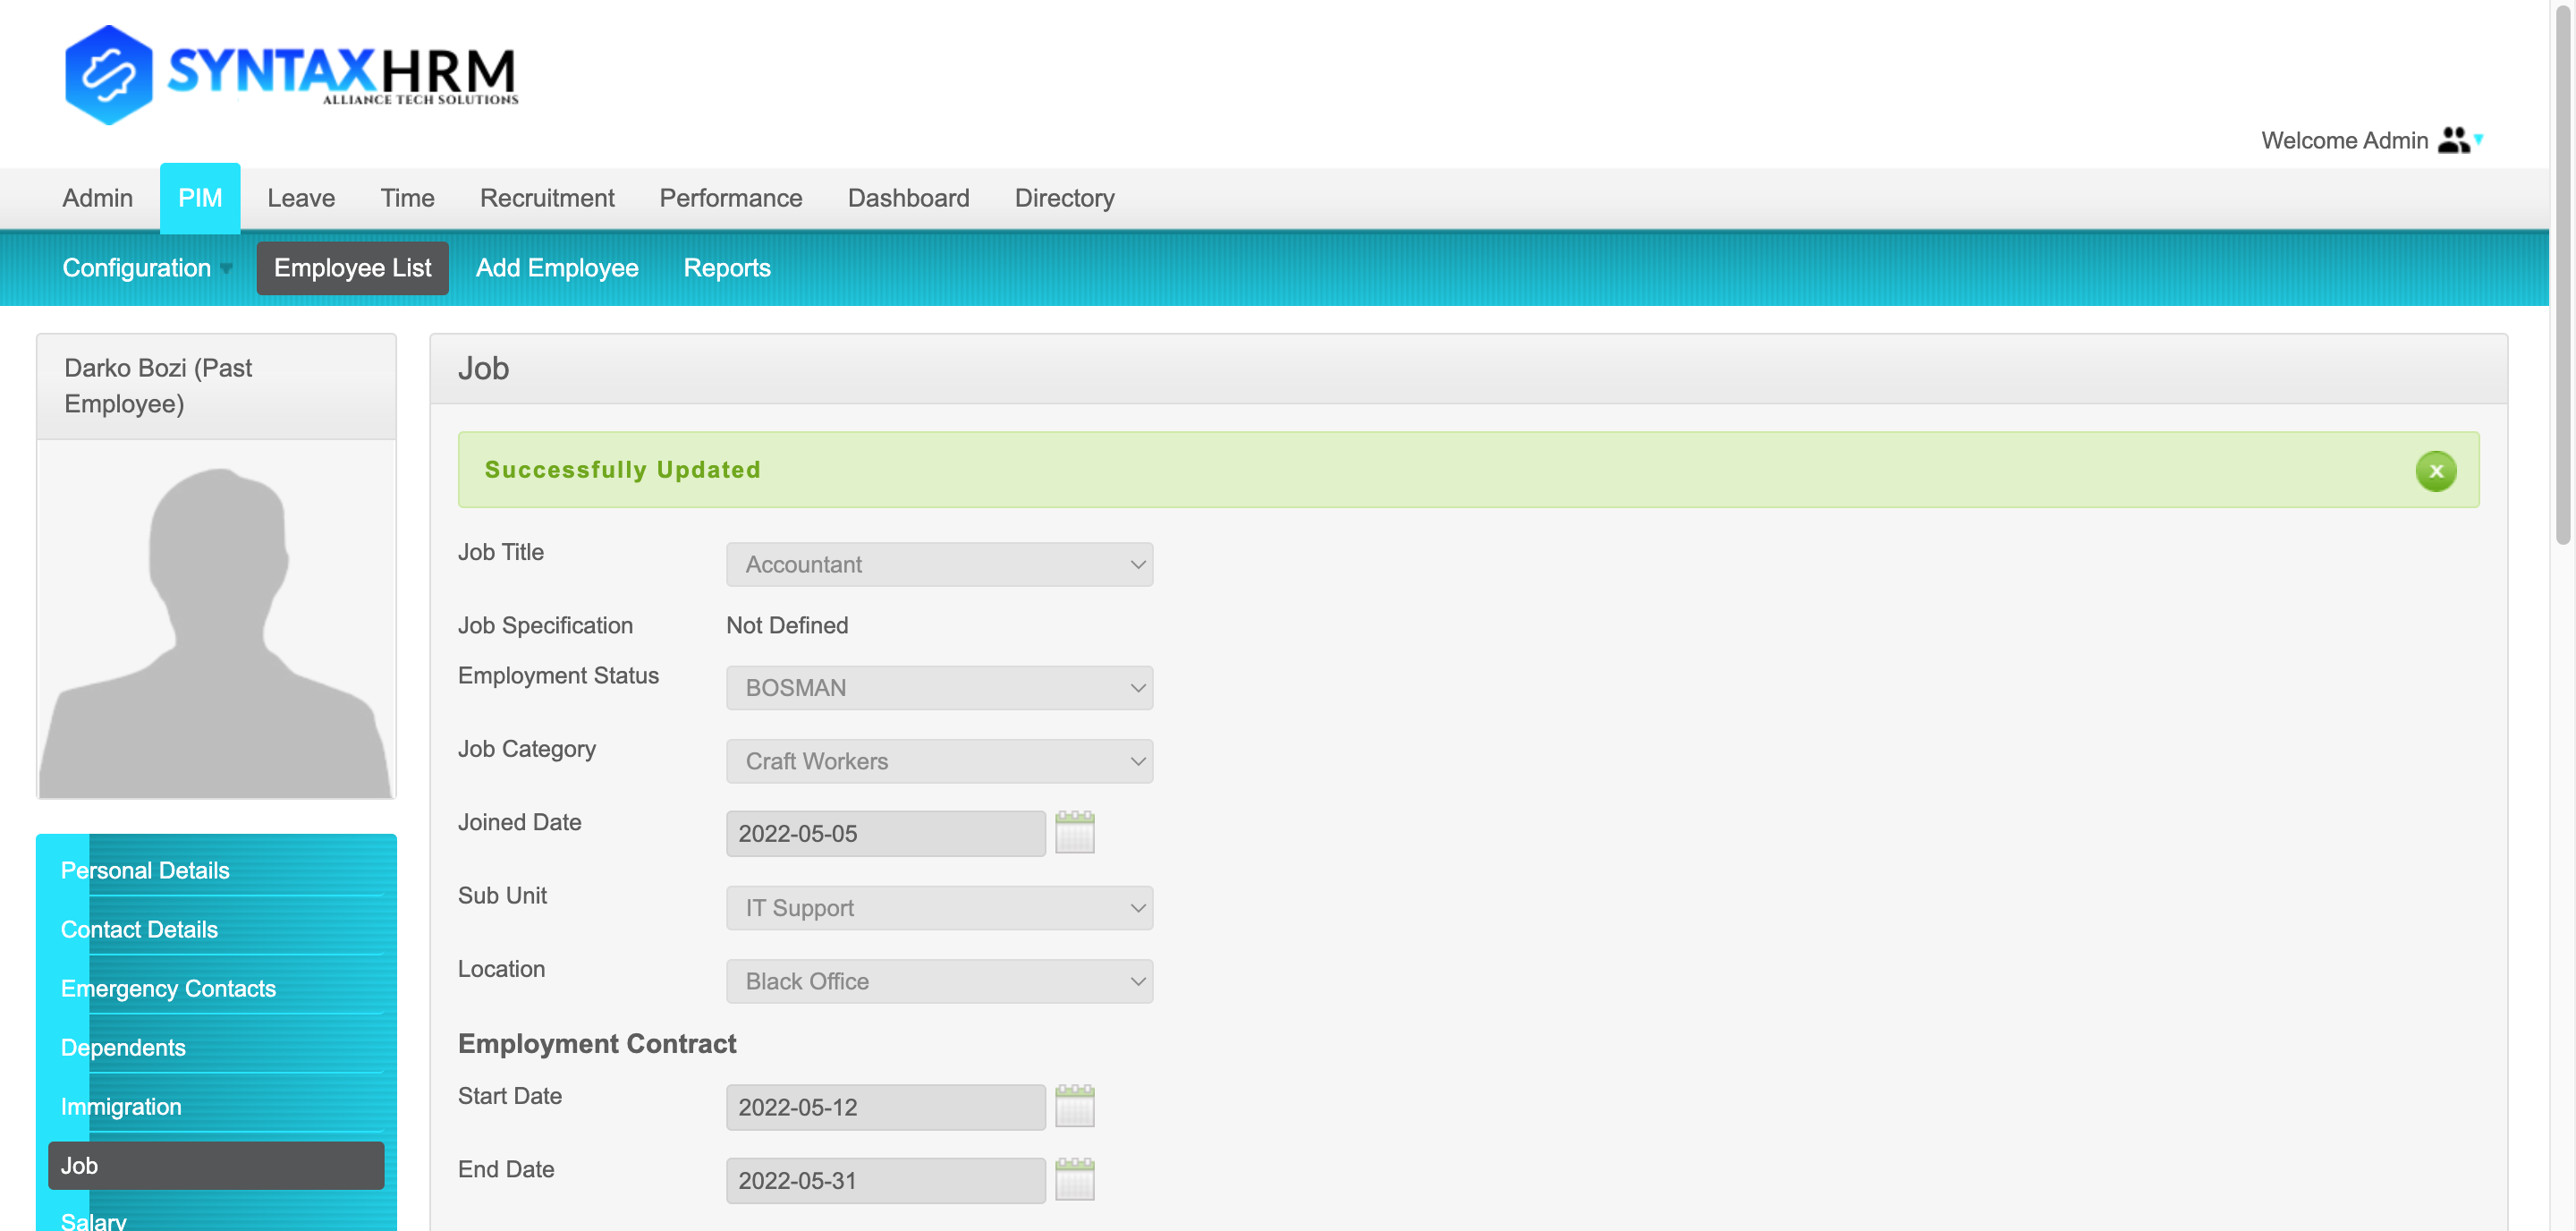 SYNTAXHRM
ALLIANCE TECH SOLUTIONS
Welcome Admin
Admin PIM Leave Time Recruitment Performance Dashboard Directory
Configuration Employee List Add Employee Reports
Darko Bozi (Past
Employee)
Personal Details
Contact Details
Emergency Contacts
Dependents
Immigration
Job
Salary
Job
Successfully Updated
x
Job Title Accountant
Job Specification Not Defined
Employment Status BOSMAN
Job Category Craft Workers
Joined Date 2022-05-05
Sub Unit IT Support
Location Black Office
Employment Contract
Start Date 2022-05-12
End Date 2022-05-31